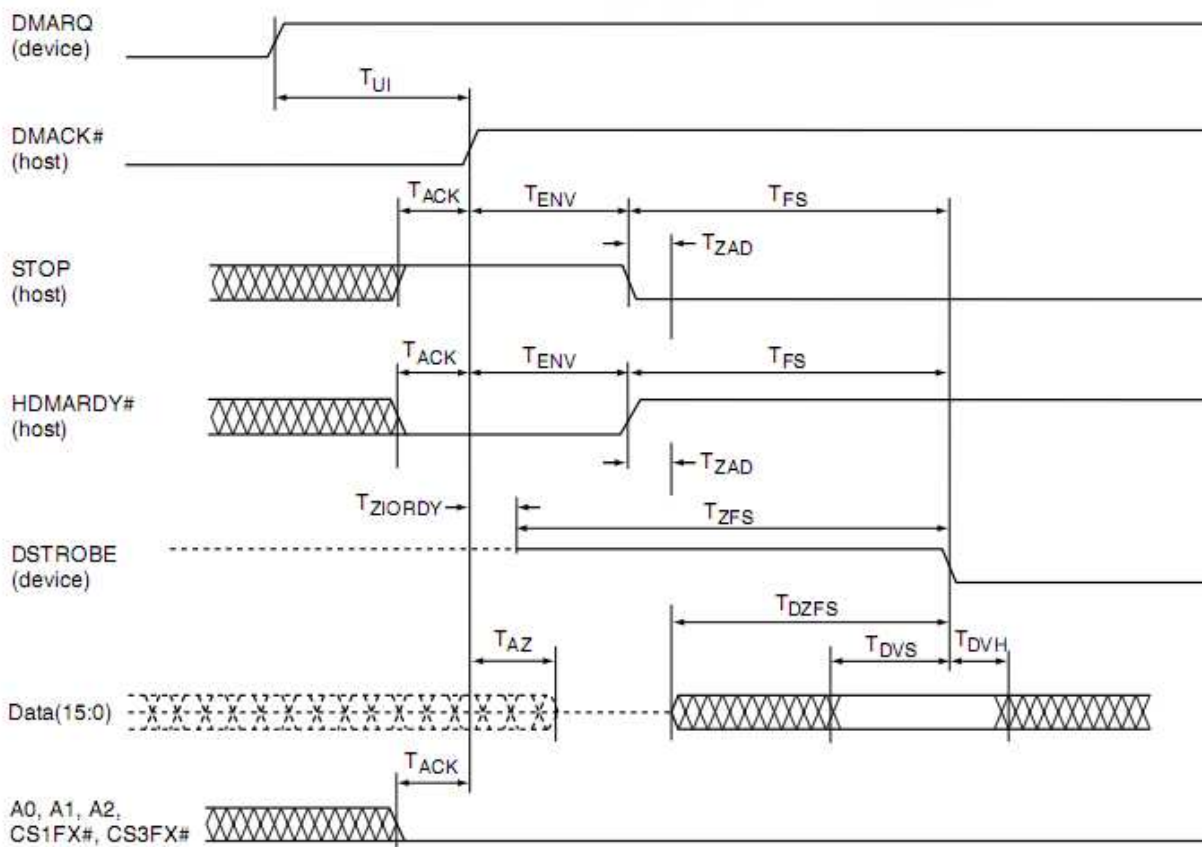 DMARQ
(device)
TUI
DMACK#
(host)
TACK
TENV
TFS
TZAD
STOP
(host)
TACK
TENV
TFS
HDMARDY#
(host)
TZAD
TZIORDY
TZFS
DSTROBE
(device)
TDZFS
TAZ
TDVS
TDVH
Data(15:0)
TACK
A0, A1, A2,
CS1FX#, CS3FX#